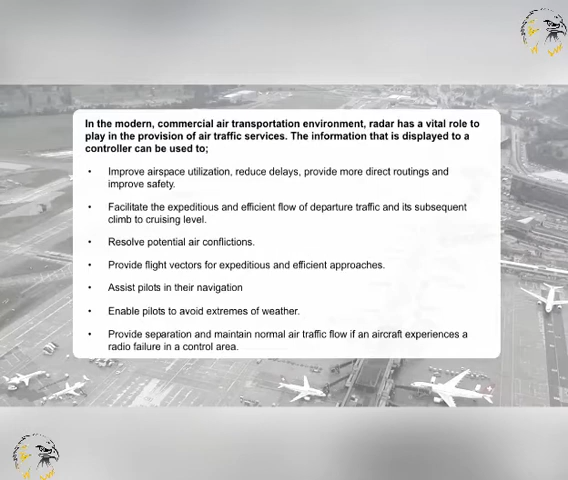 In the modern, commercial air transportation environment, radar has a vital role to
play in the provision of air traffic services. The information that is displayed to a
controller can be used to;
• Improve airspace utilization, reduce delays, provide more direct routings and
improve safety.
• Facilitate the expeditious and efficient flow of departure traffic and its subsequent
climb to cruising level.
• Resolve potential air conflictions.
• Provide flight vectors for expeditious and efficient approaches.
• Assist pilots in their navigation
• Enable pilots to avoid extremes of weather.
• Provide separation and maintain normal air traffic flow if an aircraft experiences a
radio failure in a control area.